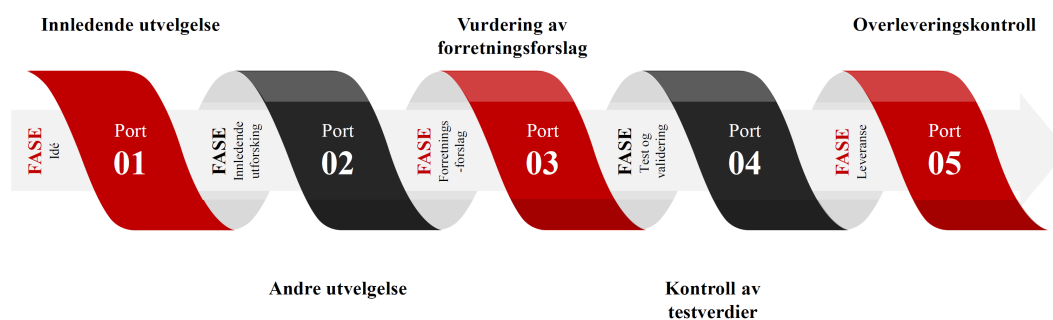 Innledende utvelgelse
Vurdering av
forretningsforslag
Overleveringskontroll
FASE
Idé
Port
01
FASE
Innledende
utforsking
Port
02
FASE
Forretnings
-forslag
Port
03
FASE
Test og
validering
Port
04
FASE
Leveranse
Port
05
Andre utvelgelse
Kontroll av
testverdier